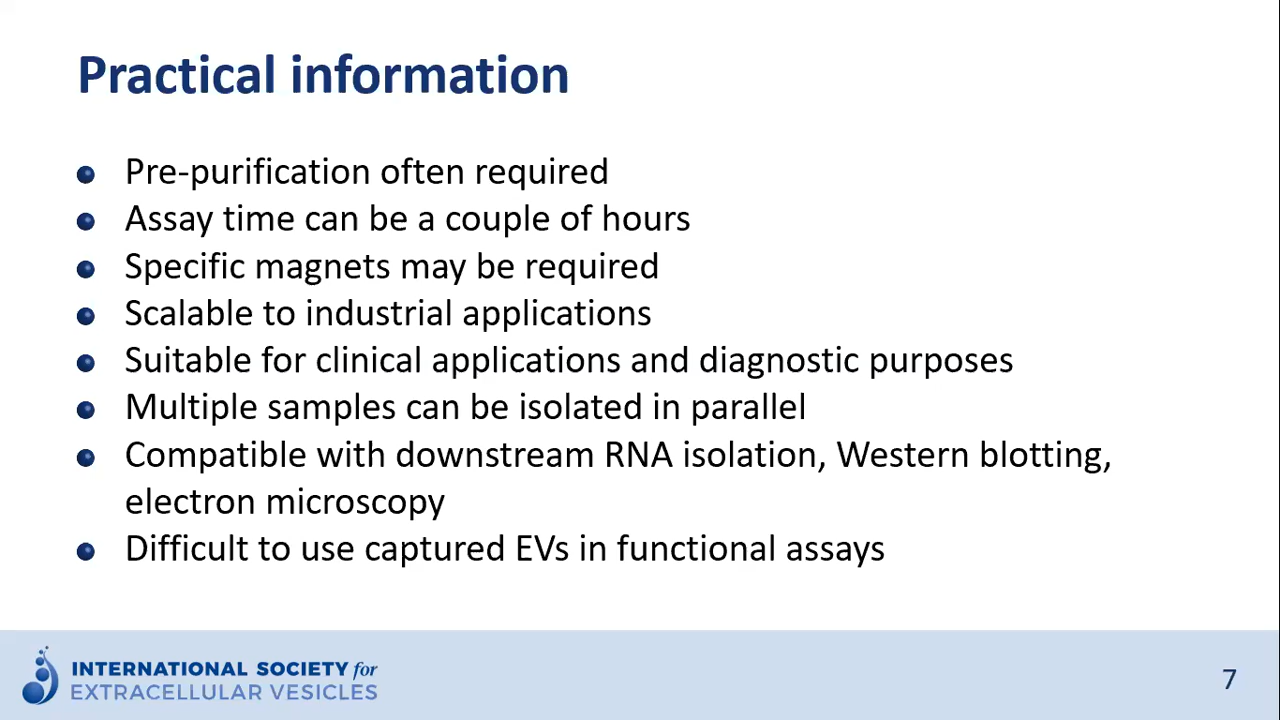 Practical information
Pre-purification often required
Assay time can be a couple of hours
Specific magnets may be required
Scalable to industrial applications
Suitable for clinical applications and diagnostic purposes
Multiple samples can be isolated in parallel
Compatible with downstream RNA isolation, Western blotting,
electron microscopy
Difficult to use captured EVs in functional assays
INTERNATIONAL SOCIETY for
EXTRACELLULAR VESICLES
7